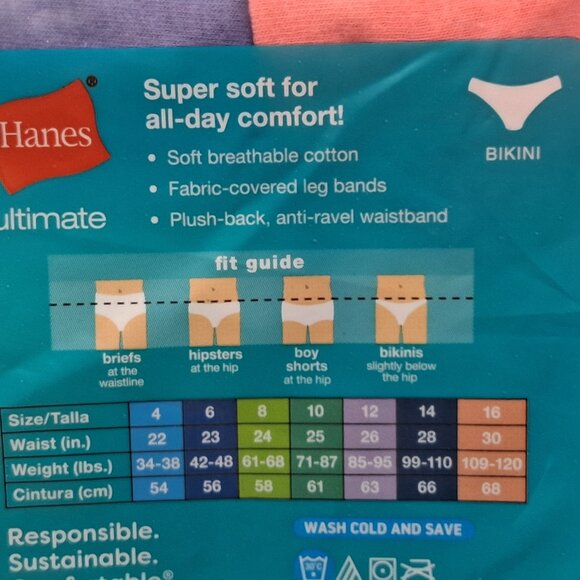 Super soft for
all-day comfort!
Hanes®
ultimate
• Soft breathable cotton
• Fabric-covered leg bands
• Plush-back, anti-ravel waistband
BIKINI
fit guide
briefs
at the
waistline
hipsters
at the hip
boy
shorts
at the hip
bikinis
slightly below
the hip
Size/Talla 4 6 8 10 12 14 16
Waist (in.) 22 23 24 25 26 28 30
Weight (lbs.) 34-38 42-48 61-68 71-87 85-95 99-110 109-120
Cintura (cm) 54 56 58 61 63 66 68
Responsible.
Sustainable.
Comfortable®
WASH COLD AND SAVE
30°C